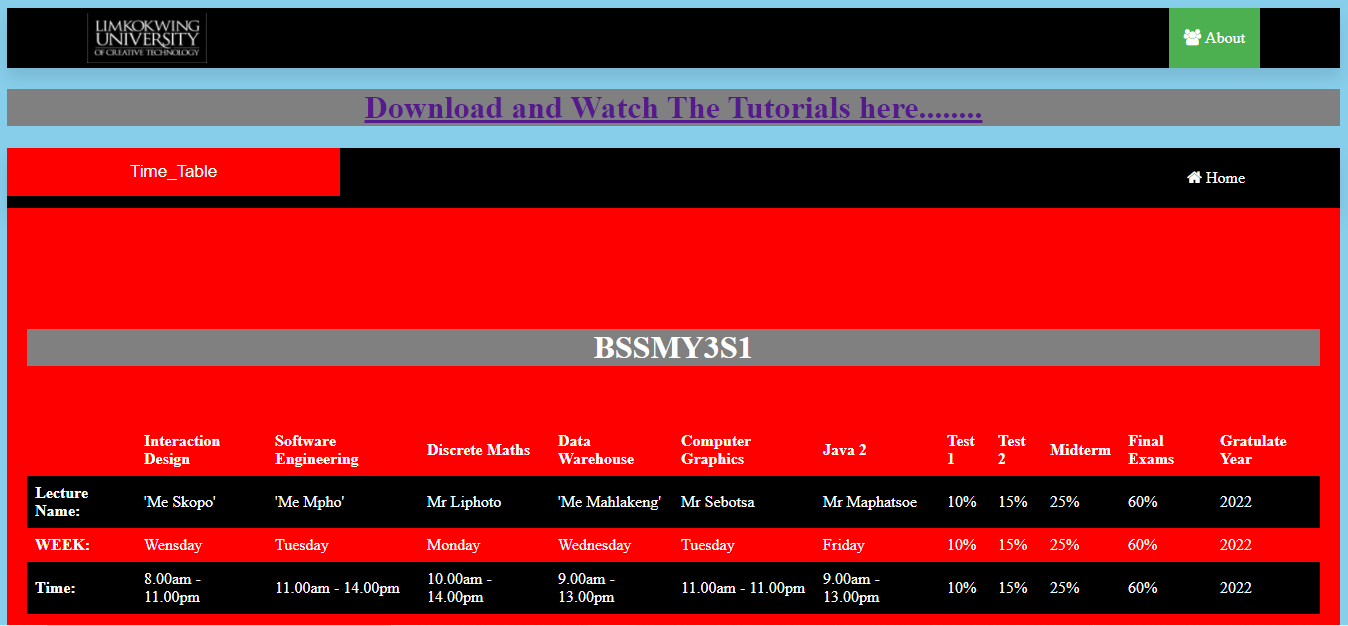 LIMKOKWING
UNIVERSITY
OF CREATIVE TECHNOLOGY
About
Download and Watch The Tutorials here........
Time_Table
Home
BSSMY3S1
Interaction Design Software Engineering Discrete Maths Data Warehouse Computer Graphics Java 2 Test 1 Test 2 Midterm Final Exams Gratulate Year
Lecture Name: 'Me Skopo' 'Me Mpho' Mr Liphoto 'Me Mahlakeng' Mr Sebotsa Mr Maphatsoe 10% 15% 25% 60% 2022
WEEK: Wensday Tuesday Monday Wednesday Tuesday Friday 10% 15% 25% 60% 2022
Time: 8.00am - 11.00pm 11.00am - 14.00pm 10.00am - 14.00pm 9.00am - 13.00pm 11.00am - 11.00pm 9.00am - 13.00pm 10% 15% 25% 60% 2022